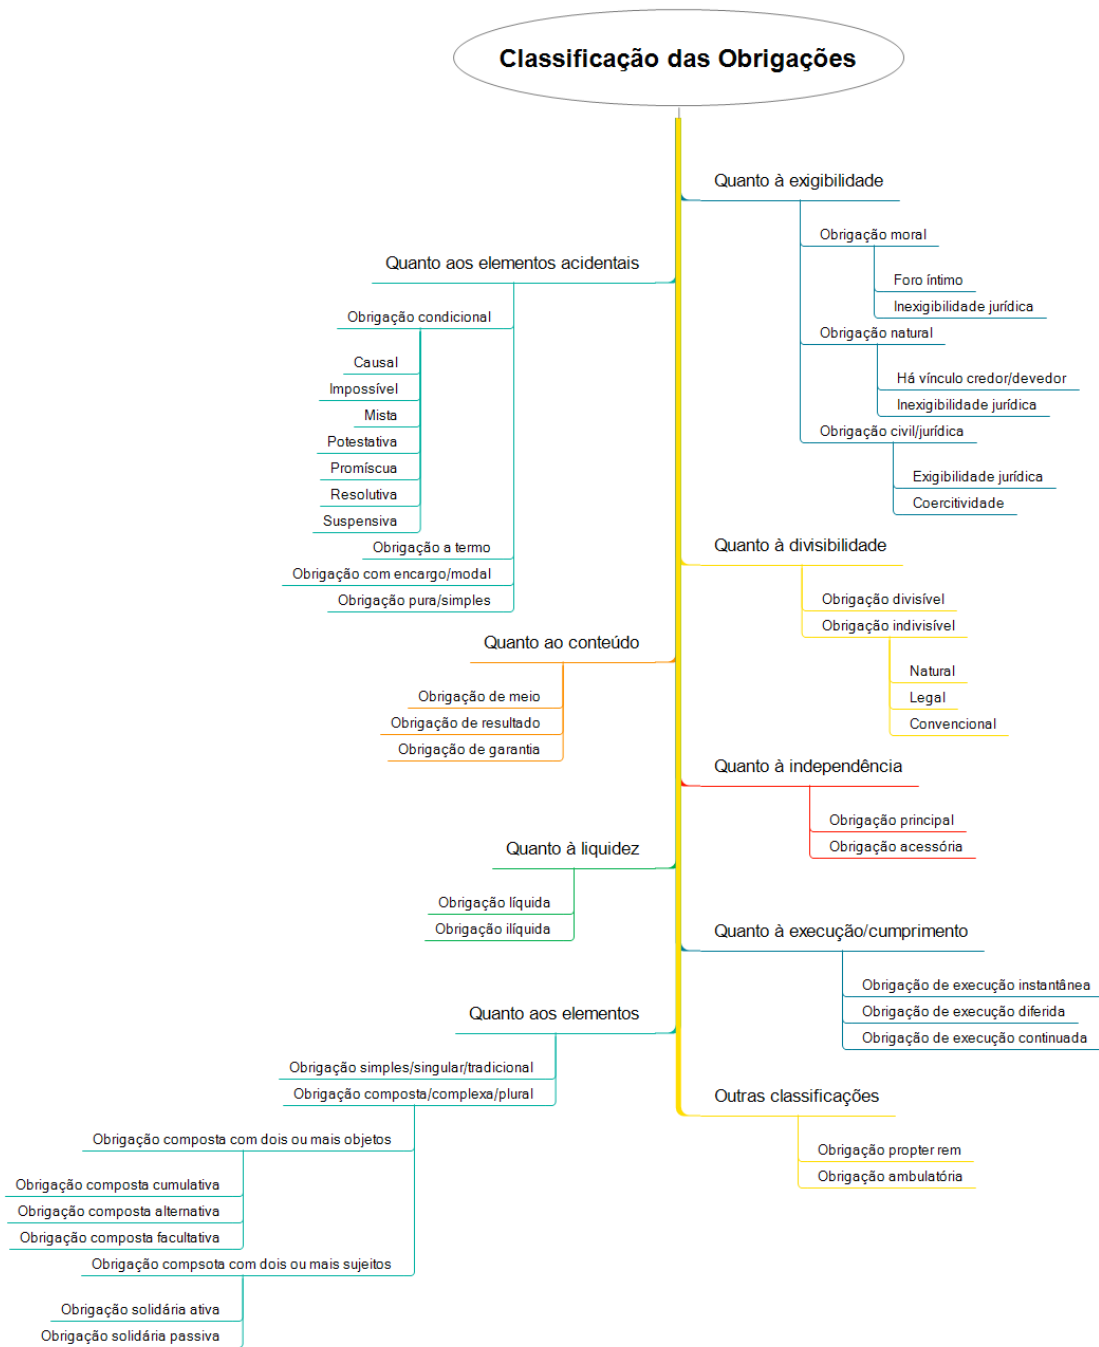 Classificação das Obrigações
Quanto à exigibilidade
Obrigação moral
Foro íntimo
Inexigibilidade jurídica
Obrigação natural
Há vínculo credor/devedor
Inexigibilidade jurídica
Obrigação civil/jurídica
Exigibilidade jurídica
Coercitividade
Quanto à divisibilidade
Obrigação divisível
Obrigação indivisível
Natural
Legal
Convencional
Quanto à independência
Obrigação principal
Obrigação acessória
Quanto à execução/cumprimento
Obrigação de execução instantânea
Obrigação de execução diferida
Obrigação de execução continuada
Outras classificações
Obrigação propter rem
Obrigação ambulatória
Quanto aos elementos acidentais
Obrigação condicional
Causal
Impossível
Mista
Potestativa
Promíscua
Resolutiva
Suspensiva
Obrigação a termo
Obrigação com encargo/modal
Obrigação pura/simples
Quanto ao conteúdo
Obrigação de meio
Obrigação de resultado
Obrigação de garantia
Quanto à liquidez
Obrigação líquida
Obrigação ilíquida
Quanto aos elementos
Obrigação simples/singular/tradicional
Obrigação composta/complexa/plural
Obrigação composta com dois ou mais objetos
Obrigação composta cumulativa
Obrigação composta alternativa
Obrigação composta facultativa
Obrigação compsota com dois ou mais sujeitos
Obrigação solidária ativa
Obrigação solidária passiva